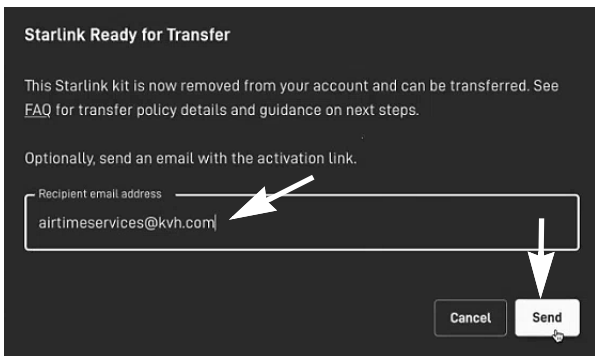 Starlink Ready for Transfer
This Starlink kit is now removed from your account and can be transferred. See
FAQ for transfer policy details and guidance on next steps.
Optionally, send an email with the activation link.
Recipient email address
airtimeservices@kvh.com
Cancel
Send